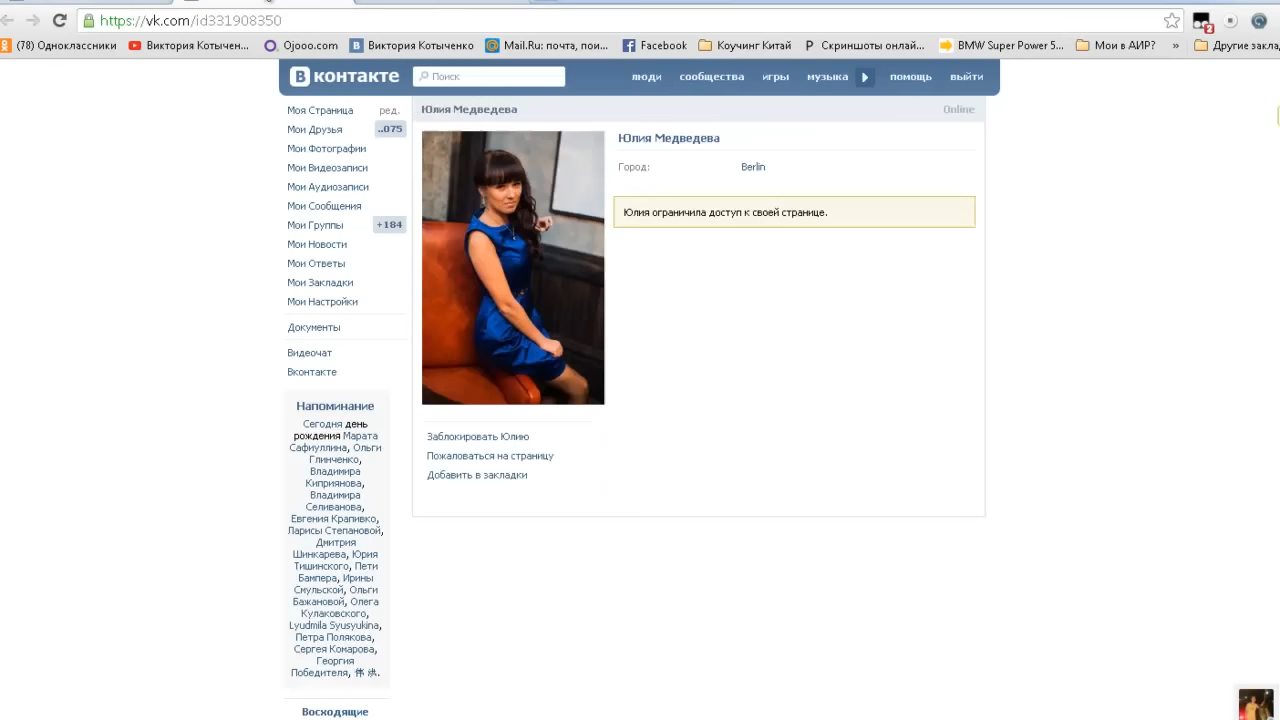 https://vk.com/id331908350
2
(78) Одноклассники
Виктория Котычен...
Ojooo.com
Виктория Котыченко
Mail.Ru: почта, пои...
Facebook
Коучинг Китай
Скриншоты онлай...
BMW Super Power 5...
Мои в АИР?
»
Другие закла
В контакте
Поиск
люди
сообщества
игры
музыка
помощь
выйти
Моя Страница
ред.
Мои Друзья
..075
Мои Фотографии
Мои Видеозаписи
Мои Аудиозаписи
Мои Сообщения
Мои Группы
+184
Мои Новости
Мои Ответы
Мои Закладки
Мои Настройки
Документы
Видеочат
Вконтакте
Напоминание
Сегодня день
рождения Марата
Сафиуллина, Ольги
Глинченко,
Владимира
Киприянова,
Владимира
Селиванова,
Евгения Крапивко,
Ларисы Степановой,
Дмитрия
Шинкарева, Юрия
Тишинского, Пети
Бампера, Ирины
Смульской, Ольги
Бажановой, Олега
Кулаковского,
Lyudmila Syusyukina,
Петра Полякова,
Сергея Комарова,
Георгия
Победителя,
Восходящие
Юлия Медведева
Online
Юлия Медведева
Город:
Berlin
Юлия ограничила доступ к своей странице.
Заблокировать Юлию
Пожаловаться на страницу
Добавить в закладки